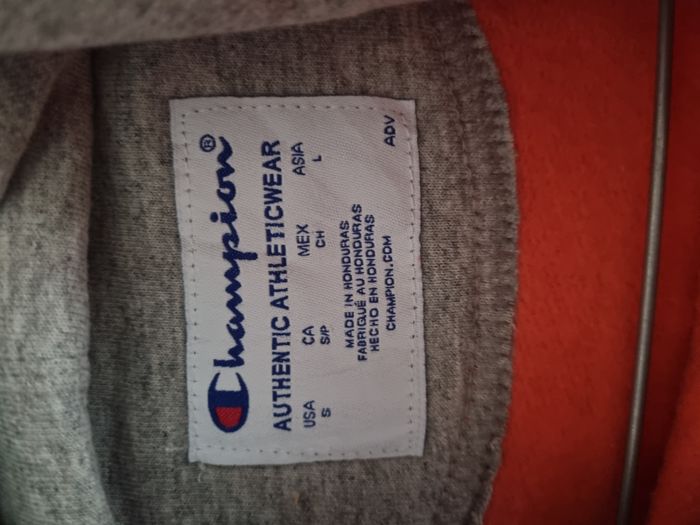 Champion®
AUTHENTIC ATHLETICWEAR
USA CA MEX ASIA
S S/P CH L
MADE IN HONDURAS
FABRIQUÉ AU HONDURAS
HECHO EN HONDURAS
CHAMPION.COM
ADV